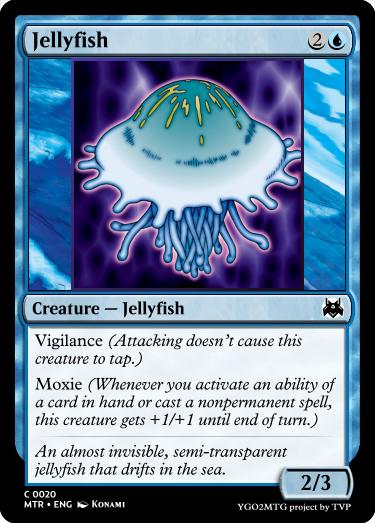 Jellyfish 2
Creature — Jellyfish
Vigilance (Attacking doesn't cause this
creature to tap.)
Moxie (Whenever you activate an ability of
a card in hand or cast a nonpermanent spell,
this creature gets +1/+1 until end of turn.)
An almost invisible, semi-transparent
jellyfish that drifts in the sea.
2/3
C 0020
MTR • ENG Konami
YGO2MTG project by TVP